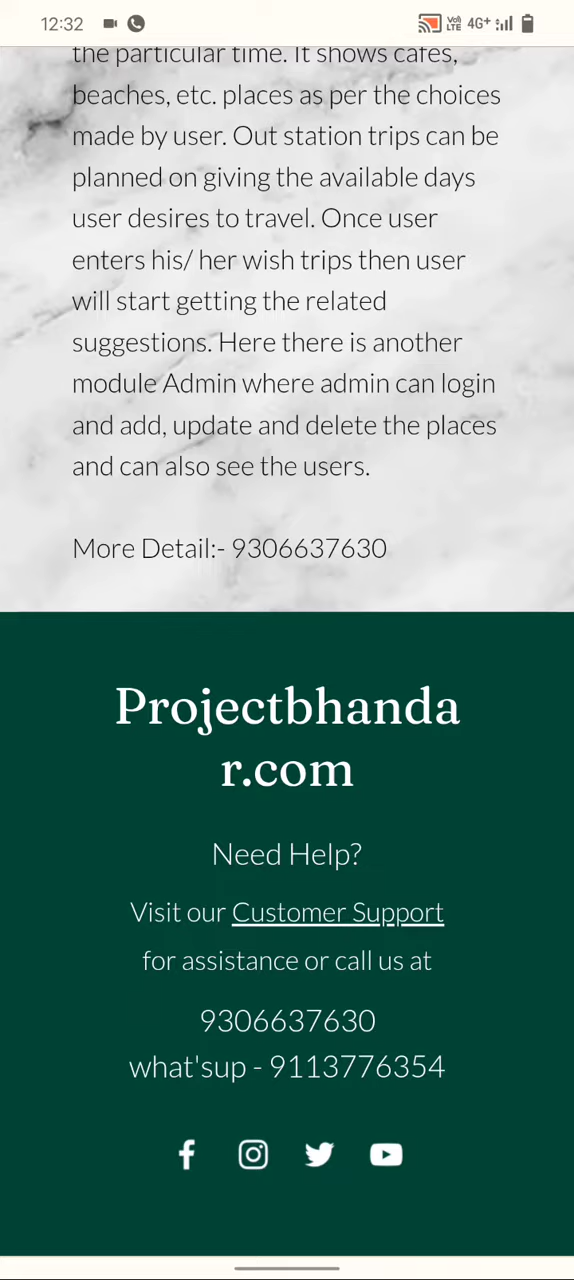 12:32
Vo)) LTE 4G+
the particular time. It shows cafes,
beaches, etc. places as per the choices
made by user. Out station trips can be
planned on giving the available days
user desires to travel. Once user
enters his/ her wish trips then user
will start getting the related
suggestions. Here there is another
module Admin where admin can login
and add, update and delete the places
and can also see the users.
More Detail:- 9306637630
Projectbhanda
r.com
Need Help?
Visit our Customer Support
for assistance or call us at
9306637630
what'sup - 9113776354